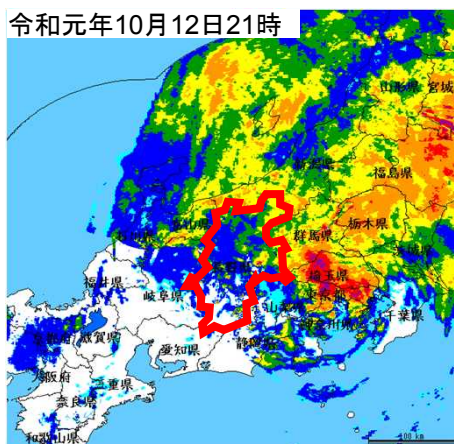 令和元年10月12日21時
山形県
宮城
新潟県
福島県
石川県
富山県
群馬県
栃木県
茨城県
長野県
福井県
埼玉県
岐阜県
東京都
山梨県
千葉県
神奈川県
京都府
滋賀県
愛知県
静岡県
大阪府
三重県
奈良県
和歌山県
100 km